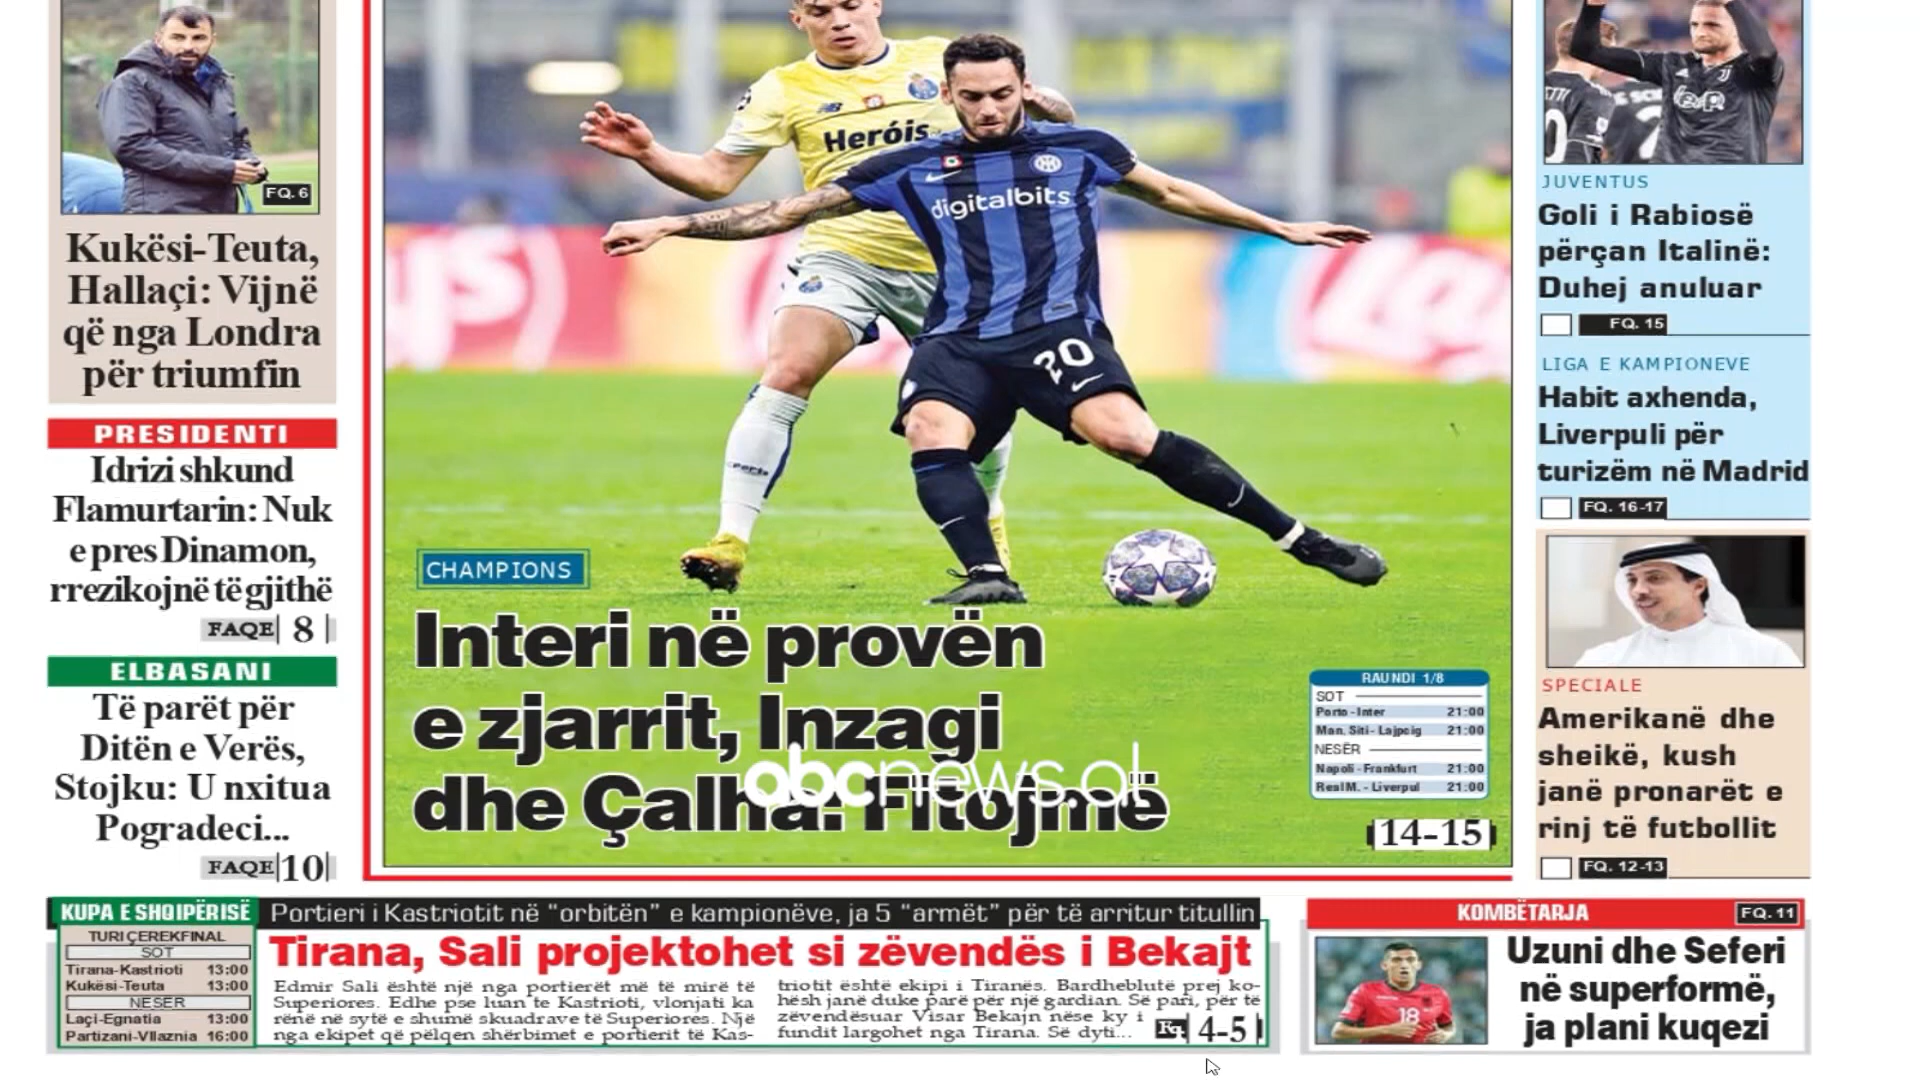 FQ. 6
Kukësi-Teuta,
Hallaçi: Vijnë
që nga Londra
për triumfin
PRESIDENTI
Idrizi shkund
Flamurtarin: Nuk
e pres Dinamon,
rrezikojnë të gjithë
FAQE 8
ELBASANI
Të parët për
Ditën e Verës,
Stojku: U nxitua
Pogradeci...
FAQE 10
Heróis
digitalbits
20
CHAMPIONS
Interi në provën
e zjarrit, Inzagi
dhe Çalha: Fitojmë
abcnews.al
RAUNDI 1/8
SOT
Porto - Inter 21:00
Man. Siti - Lajpcig 21:00
NESËR
Napoli - Frankfurt 21:00
Real M. - Liverpul 21:00
14-15
JUVENTUS
Goli i Rabiosë
përçan Italinë:
Duhej anuluar
FQ. 15
LIGA E KAMPIONEVE
Habit axhenda,
Liverpuli për
turizëm në Madrid
FQ. 16-17
SPECIALE
Amerikanë dhe
sheikë, kush
janë pronarët e
rinj të futbollit
FQ. 12-13
KUPA E SHQIPËRISË
TURI ÇEREKFINAL
SOT
Tirana-Kastrioti 13:00
Kukësi-Teuta 13:00
NESER
Laçi-Egnatia 13:00
Partizani-Vllaznia 16:00
Portieri i Kastriotit në "orbitën" e kampionëve, ja 5 "armët" për të arritur titullin
Tirana, Sali projektohet si zëvendës i Bekajt
Edmir Sali është një nga portierët më të mirë të
Superiores. Edhe pse luan te Kastrioti, vlonjati ka
rënë në sytë e shumë skuadrave të Superiores. Një
nga ekipet që pëlqen shërbimet e portierit të Kas-
triotit është ekipi i Tiranës. Bardheblutë prej ko-
hësh janë duke parë për një gardian. Së pari, për të
zëvendësuar Visar Bekajn nëse ky i
fundit largohet nga Tirana. Së dyti...
Fq. 4-5
KOMBËTARJA
FQ. 11
18
Uzuni dhe Seferi
në superformë,
ja plani kuqezi